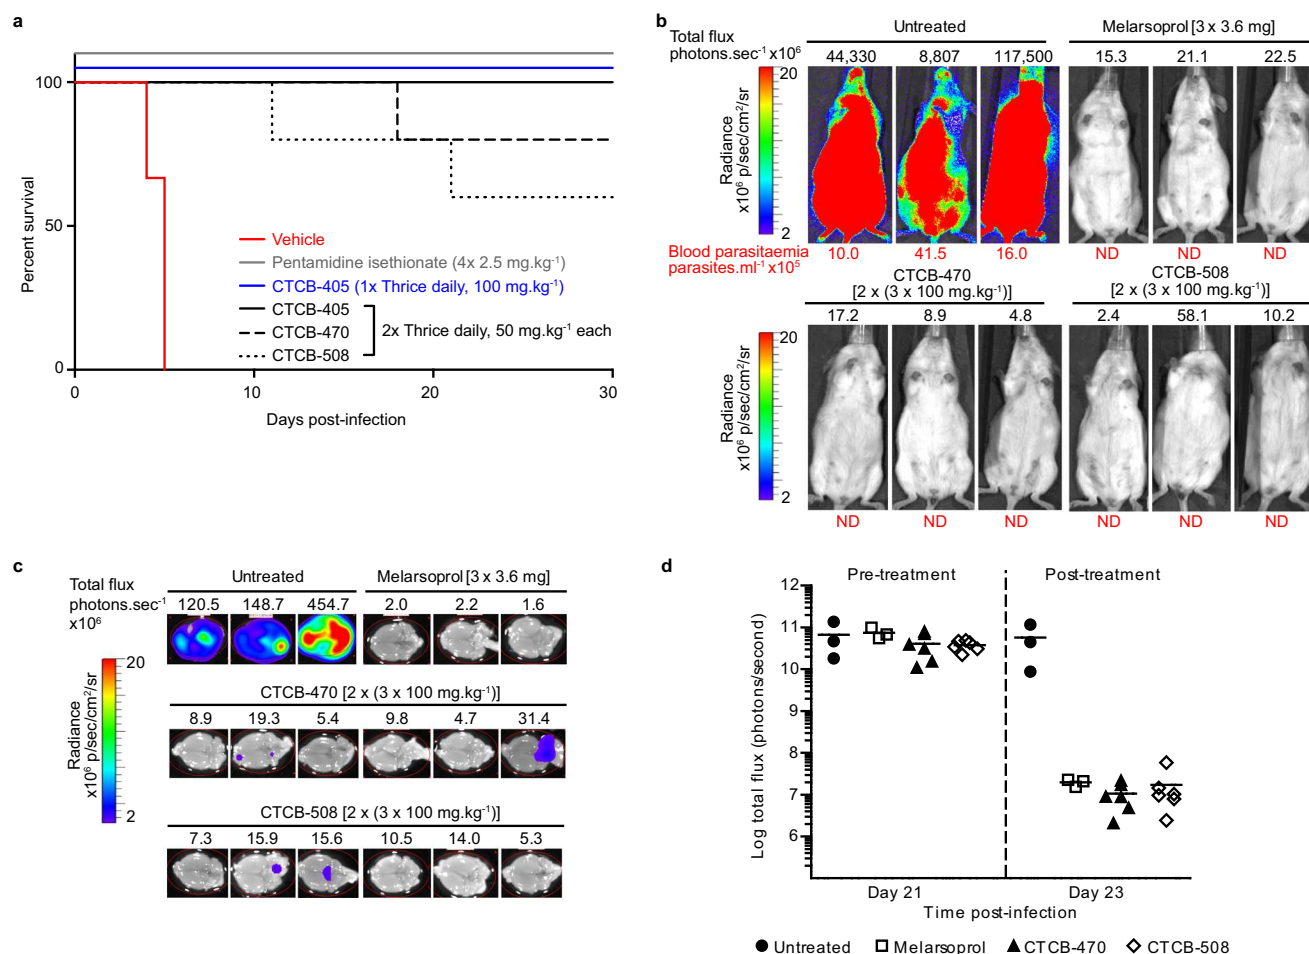 a
100
50
0
Percent survival
Vehicle
Pentamidine isethionate (4x 2.5 mg.kg⁻¹)
CTCB-405 (1x Thrice daily, 100 mg.kg⁻¹)
CTCB-405
CTCB-470
CTCB-508
2x Thrice daily, 50 mg.kg⁻¹ each
0 10 20 30
Days post-infection
b
Total flux
photons.sec⁻¹ x10⁶
Untreated
Melarsoprol [3 x 3.6 mg]
44,330 8,807 117,500 15.3 21.1 22.5
20
2
Radiance
x10⁶ p/sec/cm²/sr
Blood parasitaemia
parasites.ml⁻¹ x10⁵
10.0 41.5 16.0 ND ND ND
CTCB-470
[2 x (3 x 100 mg.kg⁻¹)]
CTCB-508
[2 x (3 x 100 mg.kg⁻¹)]
17.2 8.9 4.8 2.4 58.1 10.2
20
2
Radiance
x10⁶ p/sec/cm²/sr
ND ND ND ND ND ND
c
Total flux
photons.sec⁻¹
x10⁶
Untreated
Melarsoprol [3 x 3.6 mg]
120.5 148.7 454.7 2.0 2.2 1.6
20
2
Radiance
x10⁶ p/sec/cm²/sr
CTCB-470 [2 x (3 x 100 mg.kg⁻¹)]
8.9 19.3 5.4 9.8 4.7 31.4
CTCB-508 [2 x (3 x 100 mg.kg⁻¹)]
7.3 15.9 15.6 10.5 14.0 5.3
d
Pre-treatment
Post-treatment
12
11
10
9
8
7
6
Log total flux (photons/second)
Day 21 Day 23
Time post-infection
Untreated Melarsoprol CTCB-470 CTCB-508